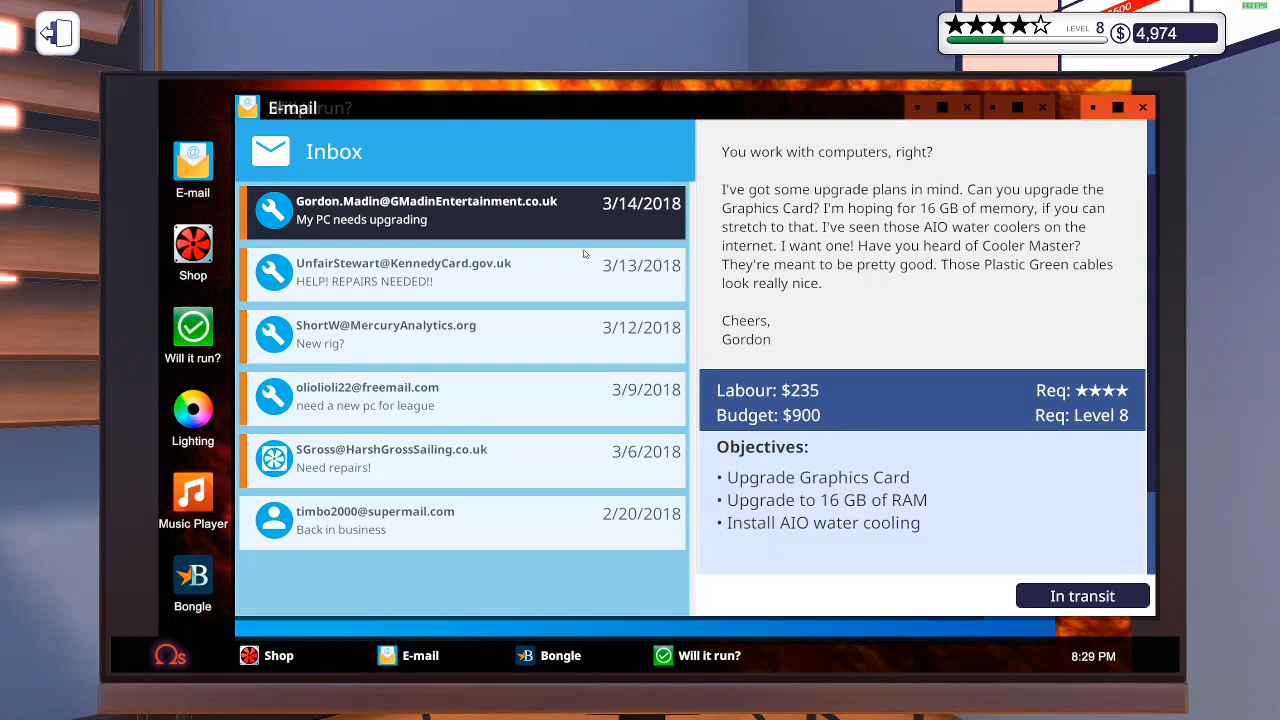 143 FPS
$600
LEVEL 8
$ 4,974
E-mail
Inbox
Gordon.Madin@GMadinEntertainment.co.uk
3/14/2018
My PC needs upgrading
UnfairStewart@KennedyCard.gov.uk
3/13/2018
HELP! REPAIRS NEEDED!!
ShortW@MercuryAnalytics.org
3/12/2018
New rig?
oliolioli22@freemail.com
3/9/2018
need a new pc for league
SGross@HarshGrossSailing.co.uk
3/6/2018
Need repairs!
timbo2000@supermail.com
2/20/2018
Back in business
You work with computers, right?
I've got some upgrade plans in mind. Can you upgrade the
Graphics Card? I'm hoping for 16 GB of memory, if you can
stretch to that. I've seen those AIO water coolers on the
internet. I want one! Have you heard of Cooler Master?
They're meant to be pretty good. Those Plastic Green cables
look really nice.
Cheers,
Gordon
Labour: $235
Req: ★★★★
Budget: $900
Req: Level 8
Objectives:
• Upgrade Graphics Card
• Upgrade to 16 GB of RAM
• Install AIO water cooling
In transit
E-mail
Shop
Will it run?
Lighting
Music Player
B
Bongle
Ωs
Shop
E-mail
B
Bongle
Will it run?
8:29 PM